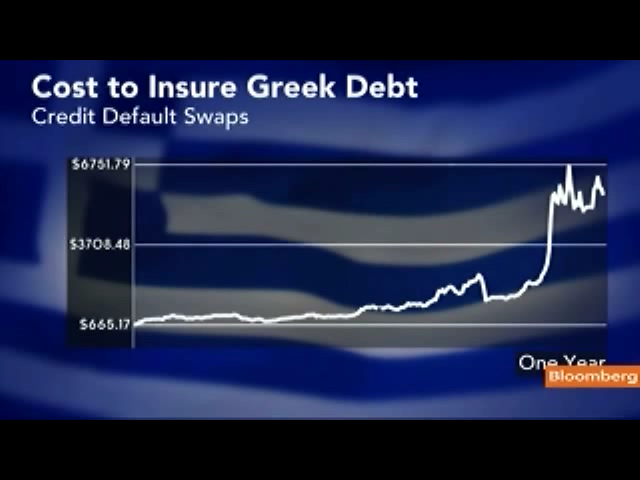 Cost to Insure Greek Debt
Credit Default Swaps
$6751.79
$3708.48
$665.17
One Year
Bloomberg